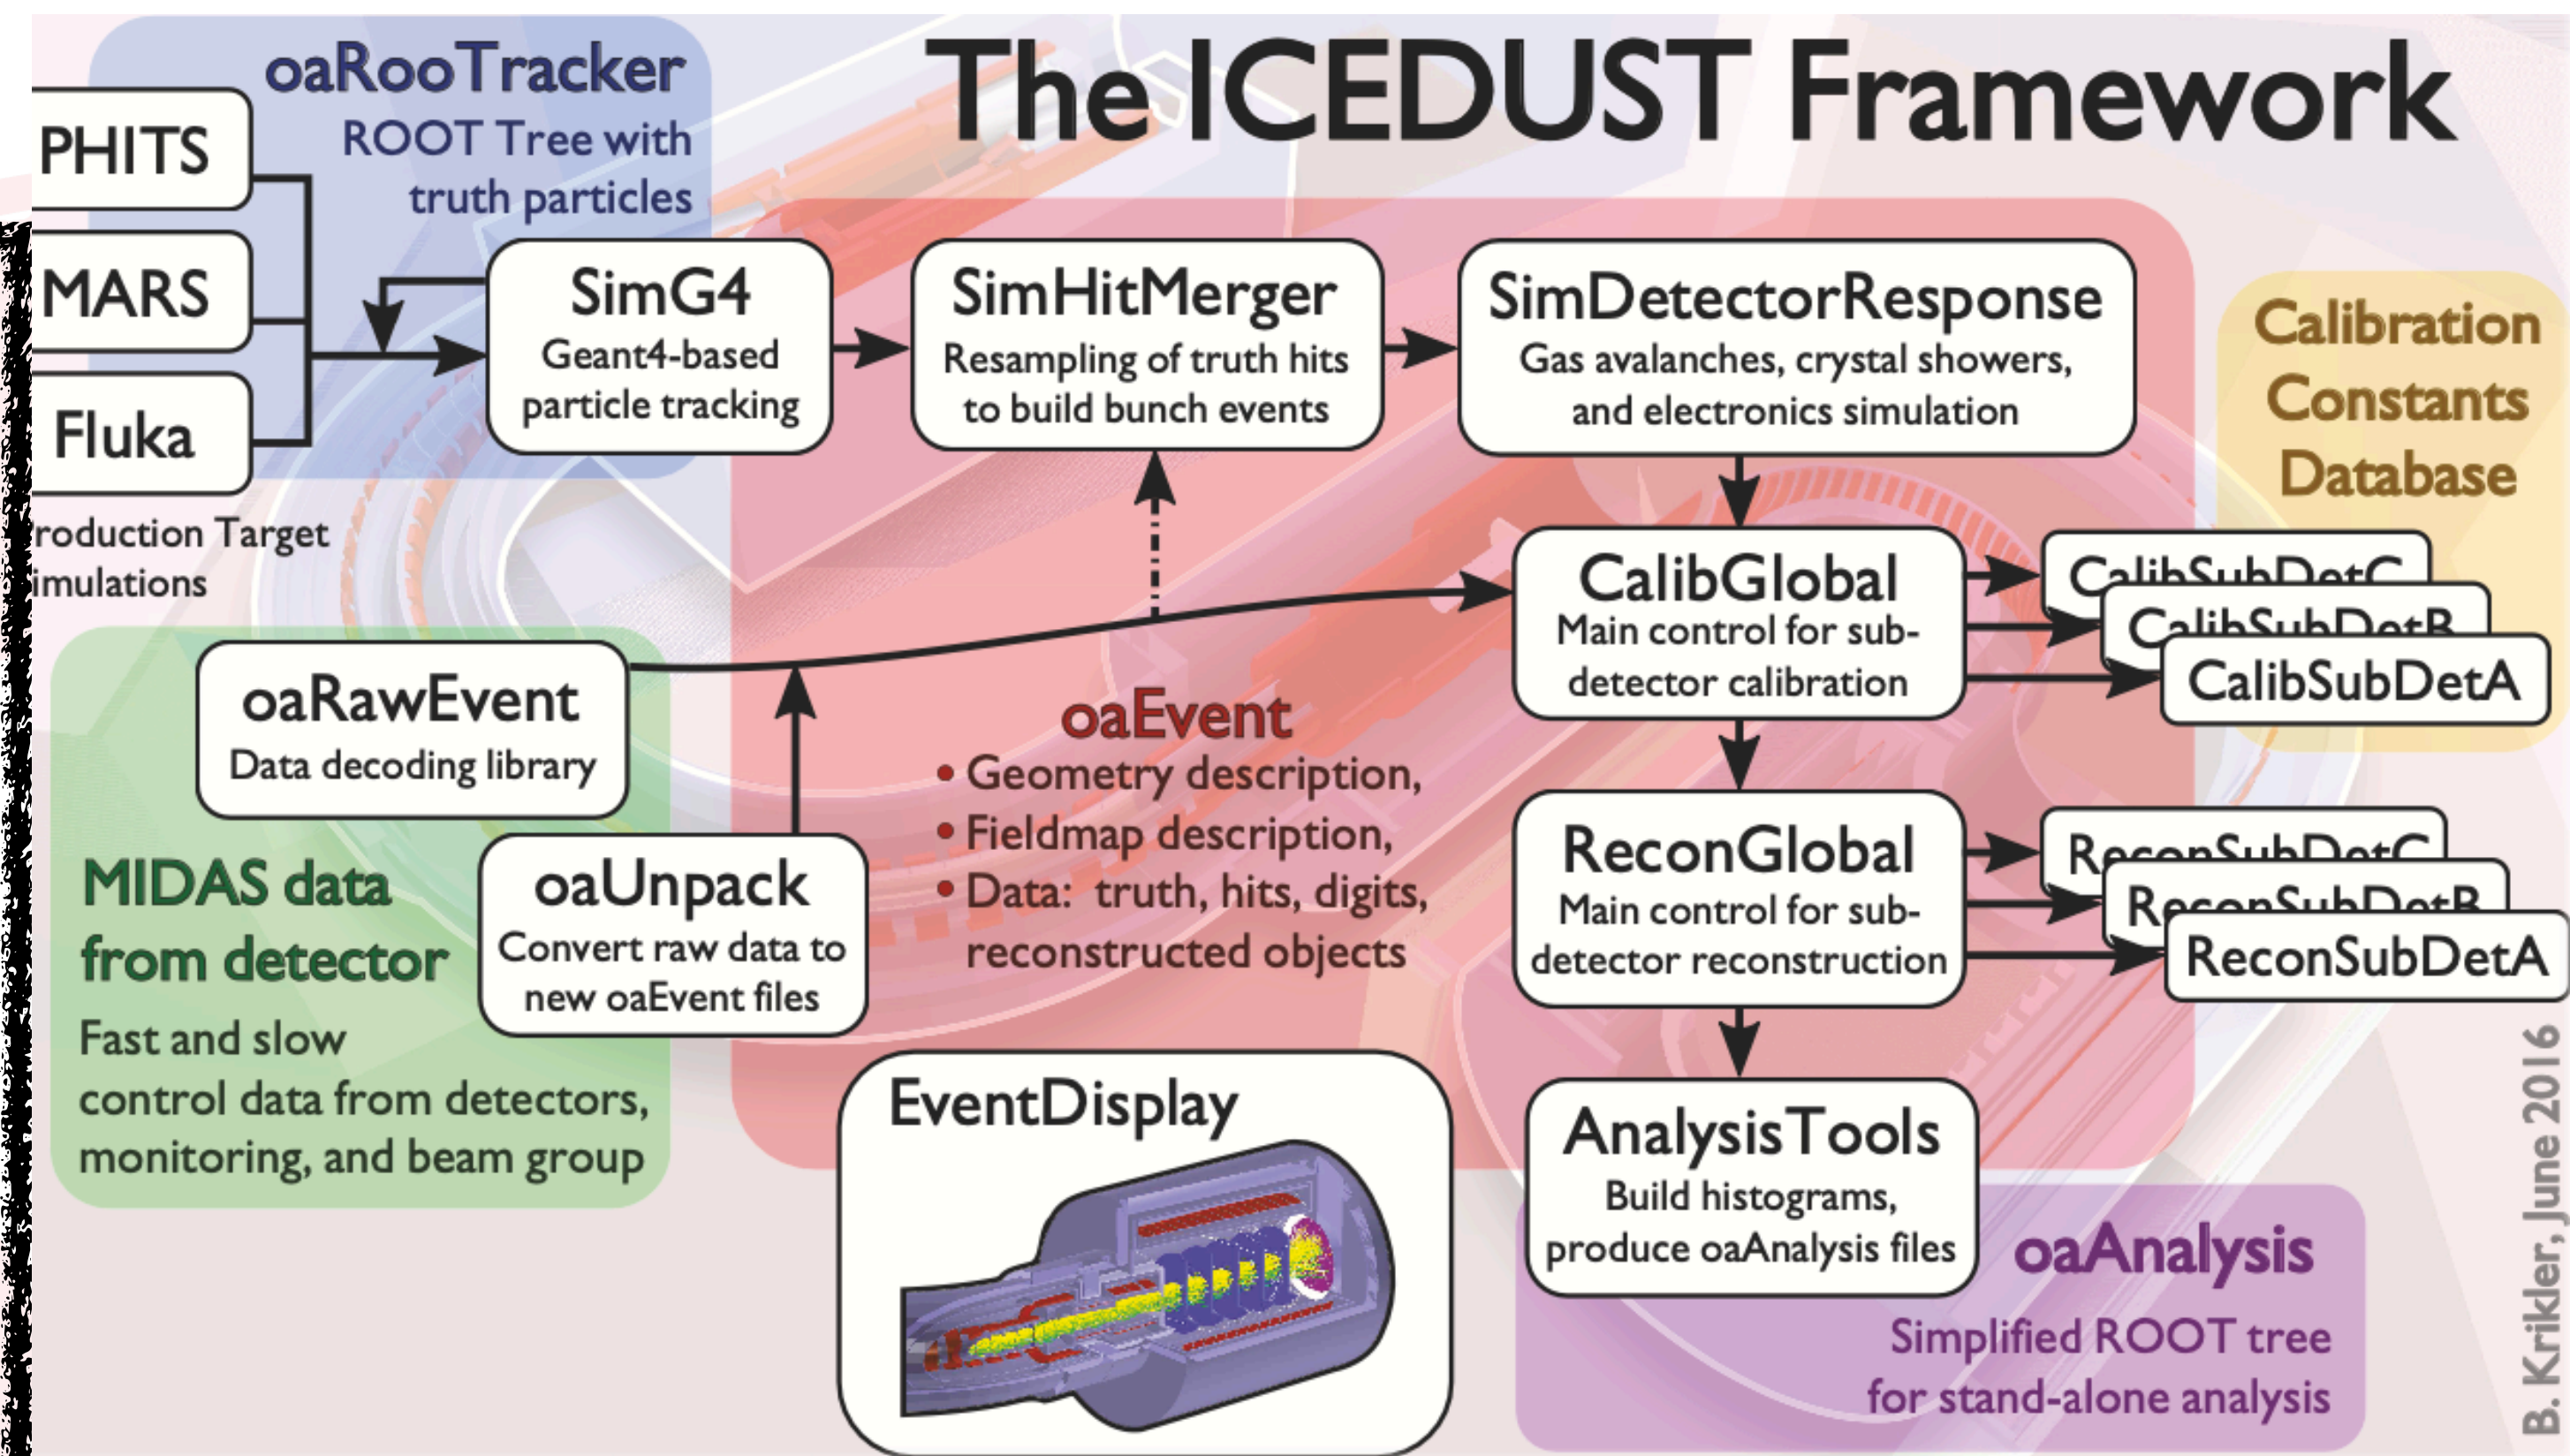 The ICEDUST Framework
oaRooTracker
ROOT Tree with
truth particles
PHITS
MARS
Fluka
roduction Target
imulations
SimG4
Geant4-based
particle tracking
SimHitMerger
Resampling of truth hits
to build bunch events
SimDetectorResponse
Gas avalanches, crystal showers,
and electronics simulation
Calibration
Constants
Database
CalibGlobal
Main control for sub-
detector calibration
CalibSubDetC
CalibSubDetB
CalibSubDetA
oaRawEvent
Data decoding library
MIDAS data
from detector
Fast and slow
control data from detectors,
monitoring, and beam group
oaUnpack
Convert raw data to
new oaEvent files
oaEvent
• Geometry description,
• Fieldmap description,
• Data: truth, hits, digits,
reconstructed objects
ReconGlobal
Main control for sub-
detector reconstruction
ReconSubDetC
ReconSubDetB
ReconSubDetA
EventDisplay
AnalysisTools
Build histograms,
produce oaAnalysis files
oaAnalysis
Simplified ROOT tree
for stand-alone analysis
B. Krikler, June 2016